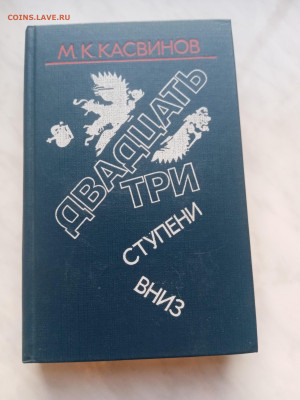 COINS.LAVE.RU
М.К.КАСВИНОВ
ДВАДЦАТЬ
ТРИ
СТУПЕНИ
ВНИЗ